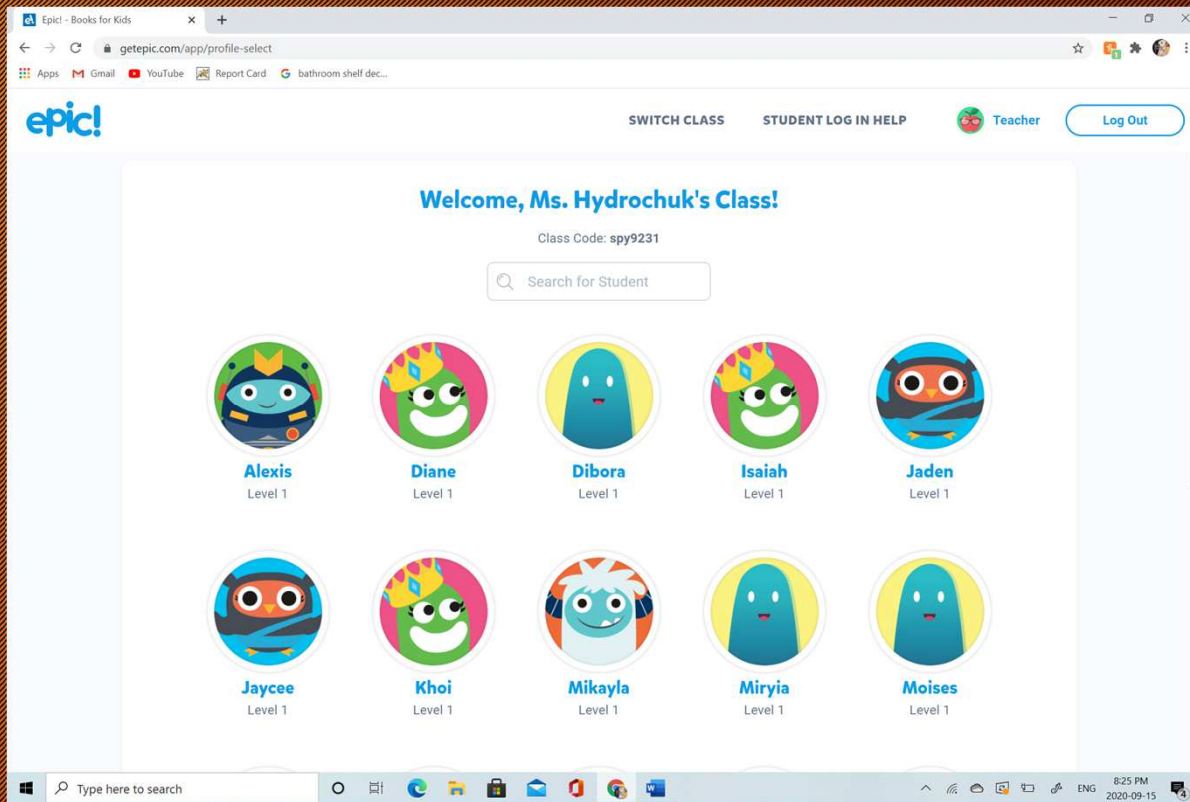 Epic! - Books for Kids
getepic.com/app/profile-select
Apps Gmail YouTube Report Card bathroom shelf dec...
epic! SWITCH CLASS STUDENT LOG IN HELP Teacher Log Out
Welcome, Ms. Hydrochuk's Class!
Class Code: spy9231
Search for Student
Alexis Diane Dibora Isaiah Jaden
Level 1 Level 1 Level 1 Level 1 Level 1
Jaycee Khoi Mikayla Miryia Moises
Level 1 Level 1 Level 1 Level 1 Level 1
Type here to search ENG 8:25 PM
2020-09-15